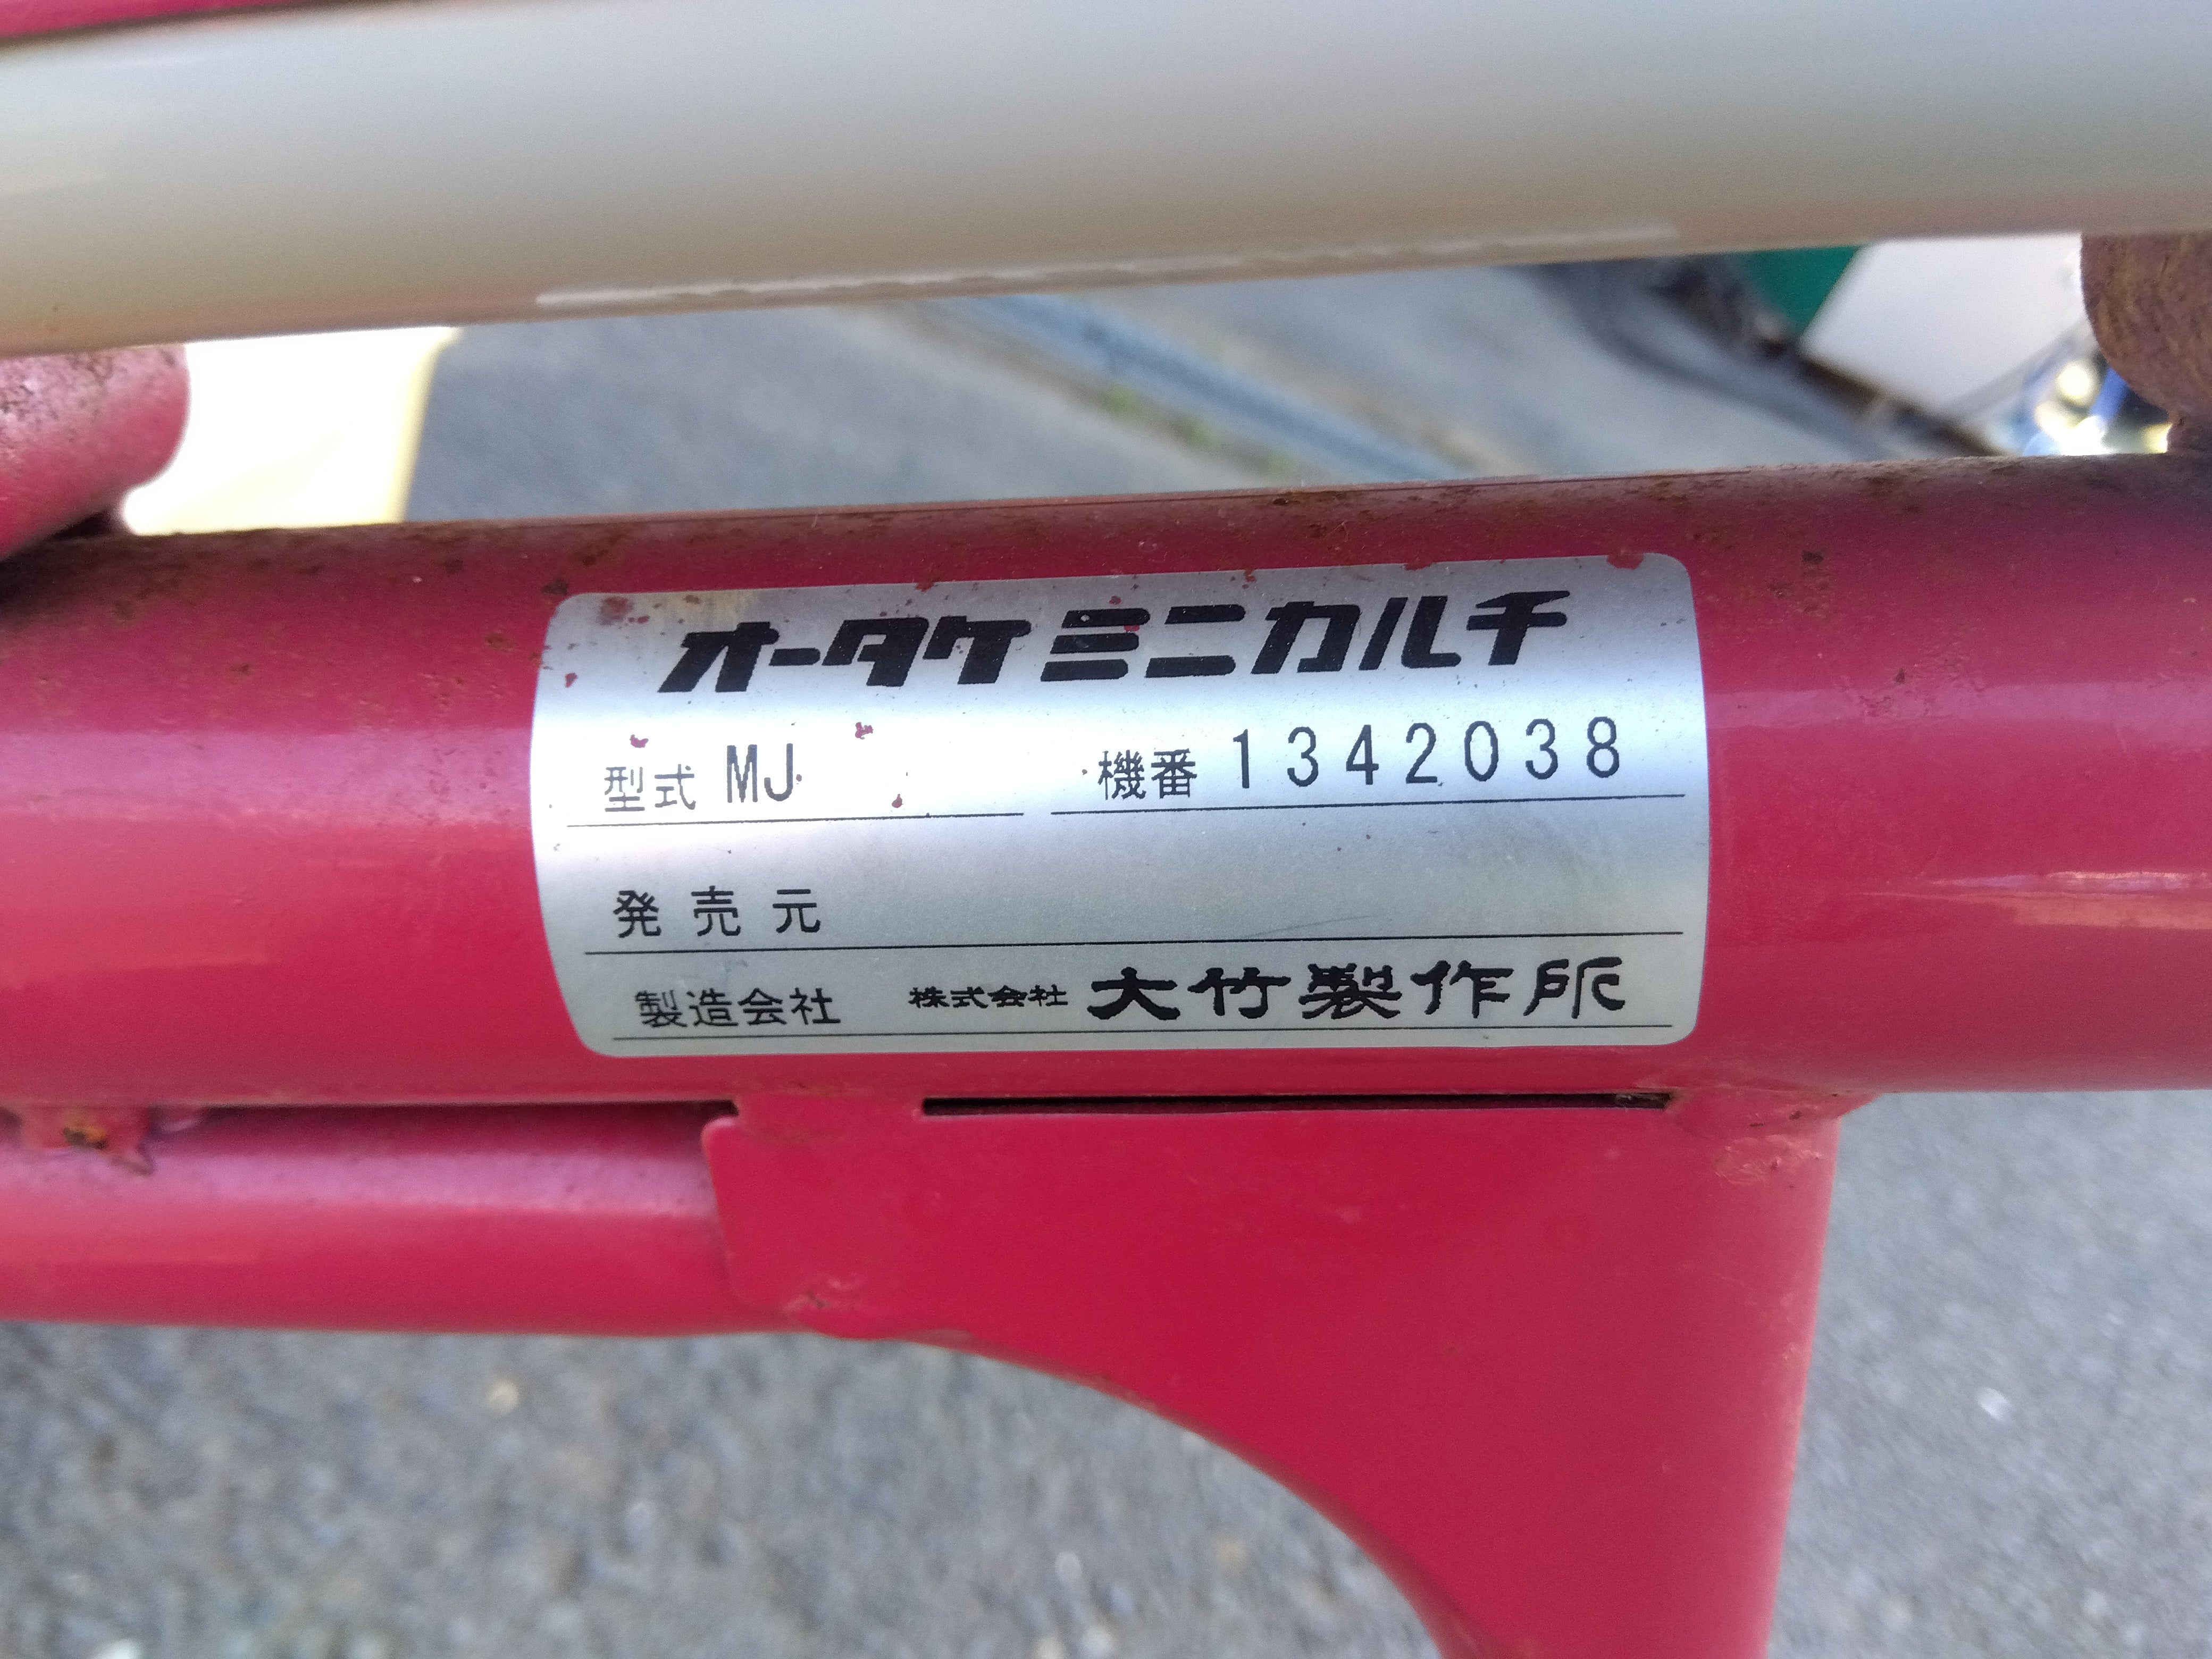 オータケミニカルチ
型式 MJ 機番 1342038
発売元
製造会社 株式会社 大竹製作所